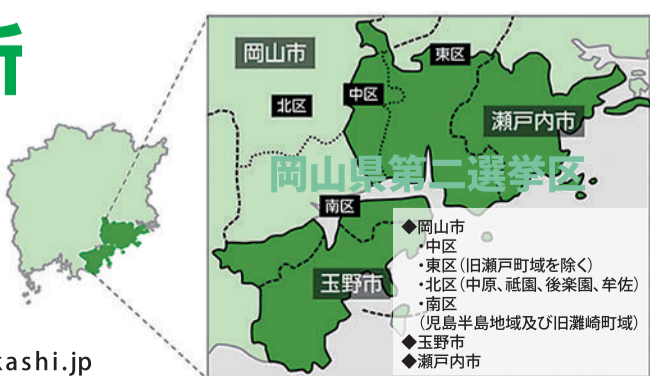 所
岡山市
東区
中区
北区
瀬戸内市
岡山県第二選挙区
南区
玉野市
◆岡山市
・中区
・東区(旧瀬戸町域を除く)
・北区(中原、祗園、後楽園、牟佐)
・南区
(児島半島地域及び旧灘崎町域)
◆玉野市
◆瀬戸内市
kashi.jp